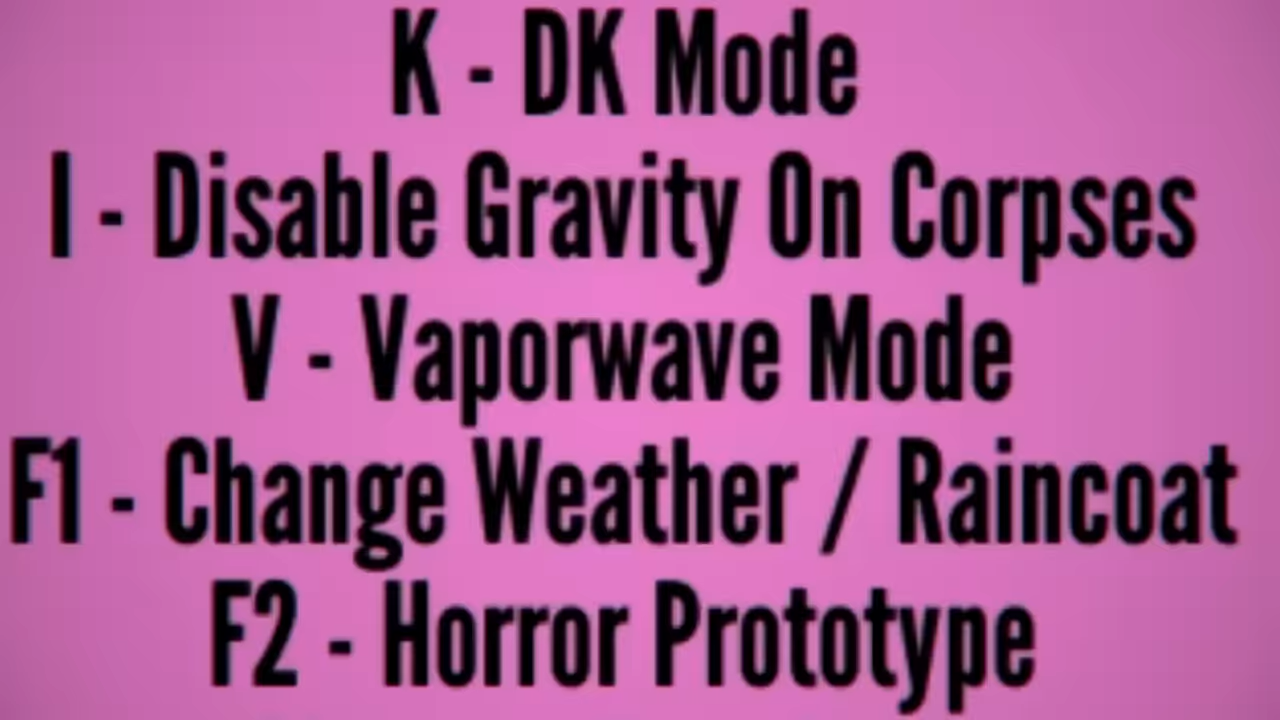 K - DK Mode
I - Disable Gravity On Corpses
V - Vaporwave Mode
F1 - Change Weather / Raincoat
F2 - Horror Prototype